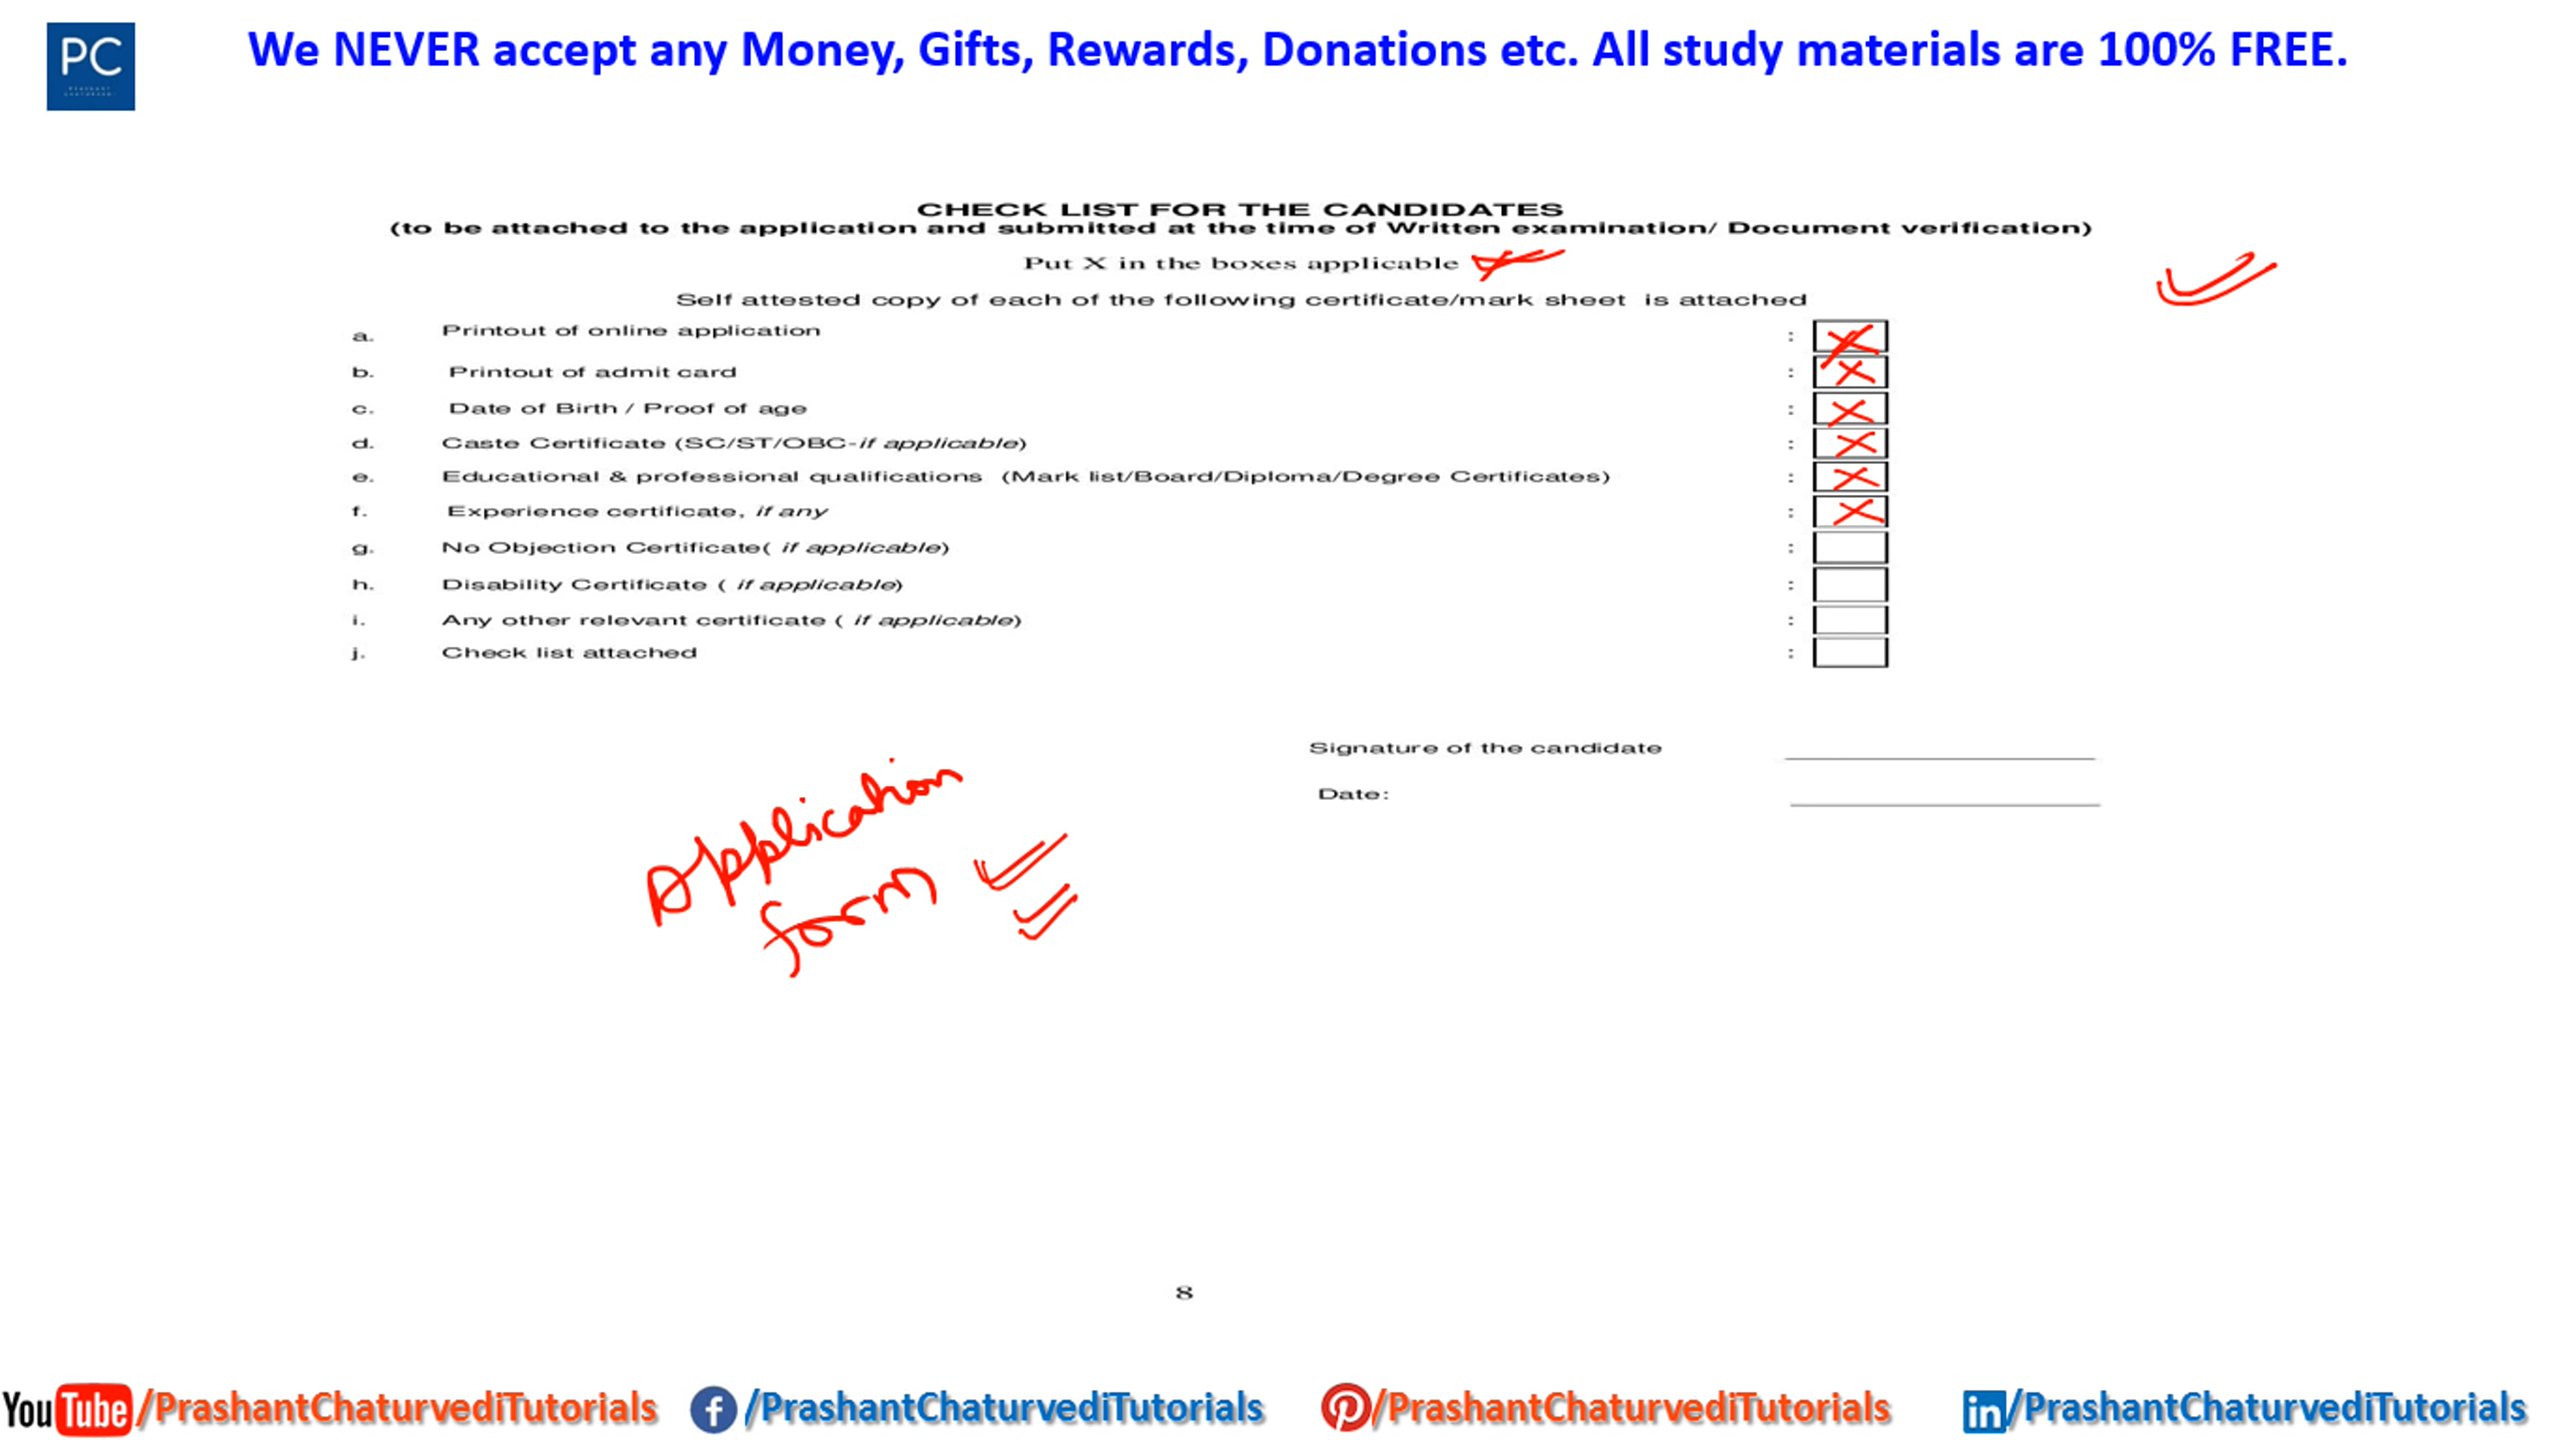 PC
We NEVER accept any Money, Gifts, Rewards, Donations etc. All study materials are 100% FREE.
CHECK LIST FOR THE CANDIDATES
(to be attached to the application and submitted at the time of Written examination/ Document verification)
Put X in the boxes applicable X
Self attested copy of each of the following certificate/mark sheet is attached
a. Printout of online application : X
b. Printout of admit card : X
c. Date of Birth / Proof of age : X
d. Caste Certificate (SC/ST/OBC-if applicable) : X
e. Educational & professional qualifications (Mark list/Board/Diploma/Degree Certificates) : X
f. Experience certificate, if any : X
g. No Objection Certificate( if applicable) :
h. Disability Certificate ( if applicable) :
i. Any other relevant certificate ( if applicable) :
j. Check list attached :
Signature of the candidate
Date:
Application
form
8
YouTube/PrashantChaturvediTutorials f/PrashantChaturvediTutorials /PrashantChaturvediTutorials in/PrashantChaturvediTutorials